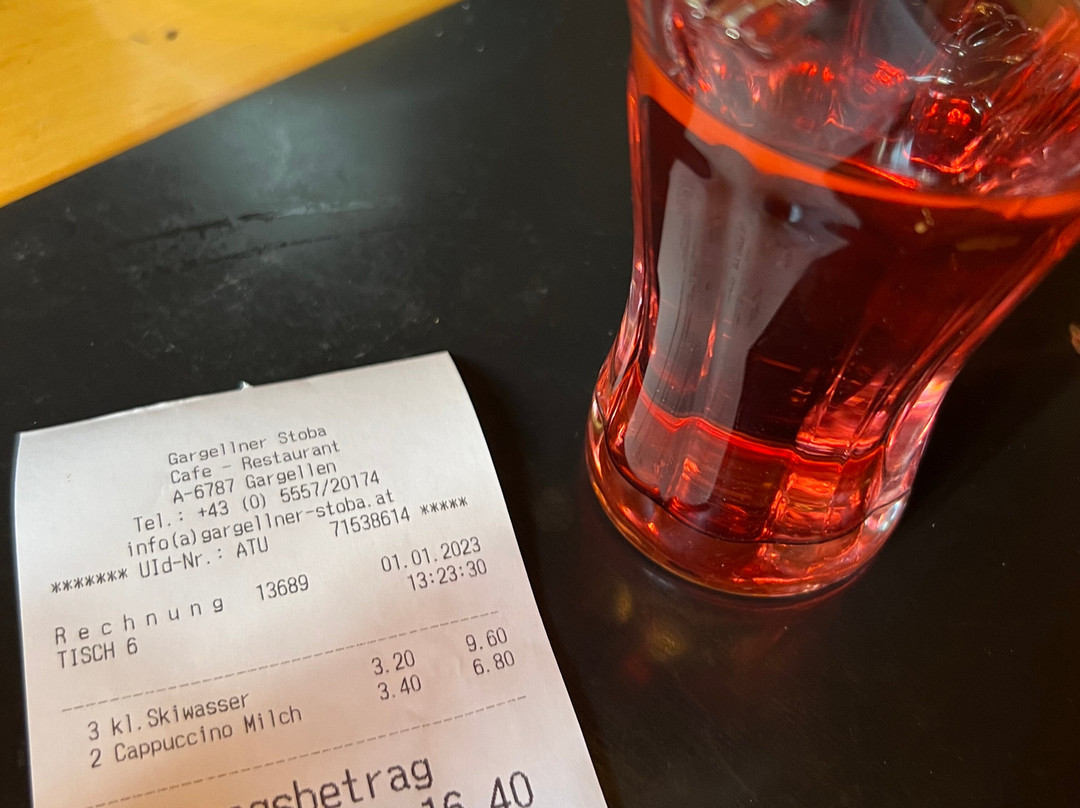 Gargellner Stoba
Cafe - Restaurant
A-6787 Gargellen
Tel.: +43 (0) 5557/20174
info(a)gargellner-stoba.at
******* UId-Nr.: ATU 71538614 *****
Rechnung 13689 01.01.2023
TISCH 6 13:23:30
3 kl.Skiwasser 3.20 9.60
2 Cappuccino Milch 3.40 6.80
16.40